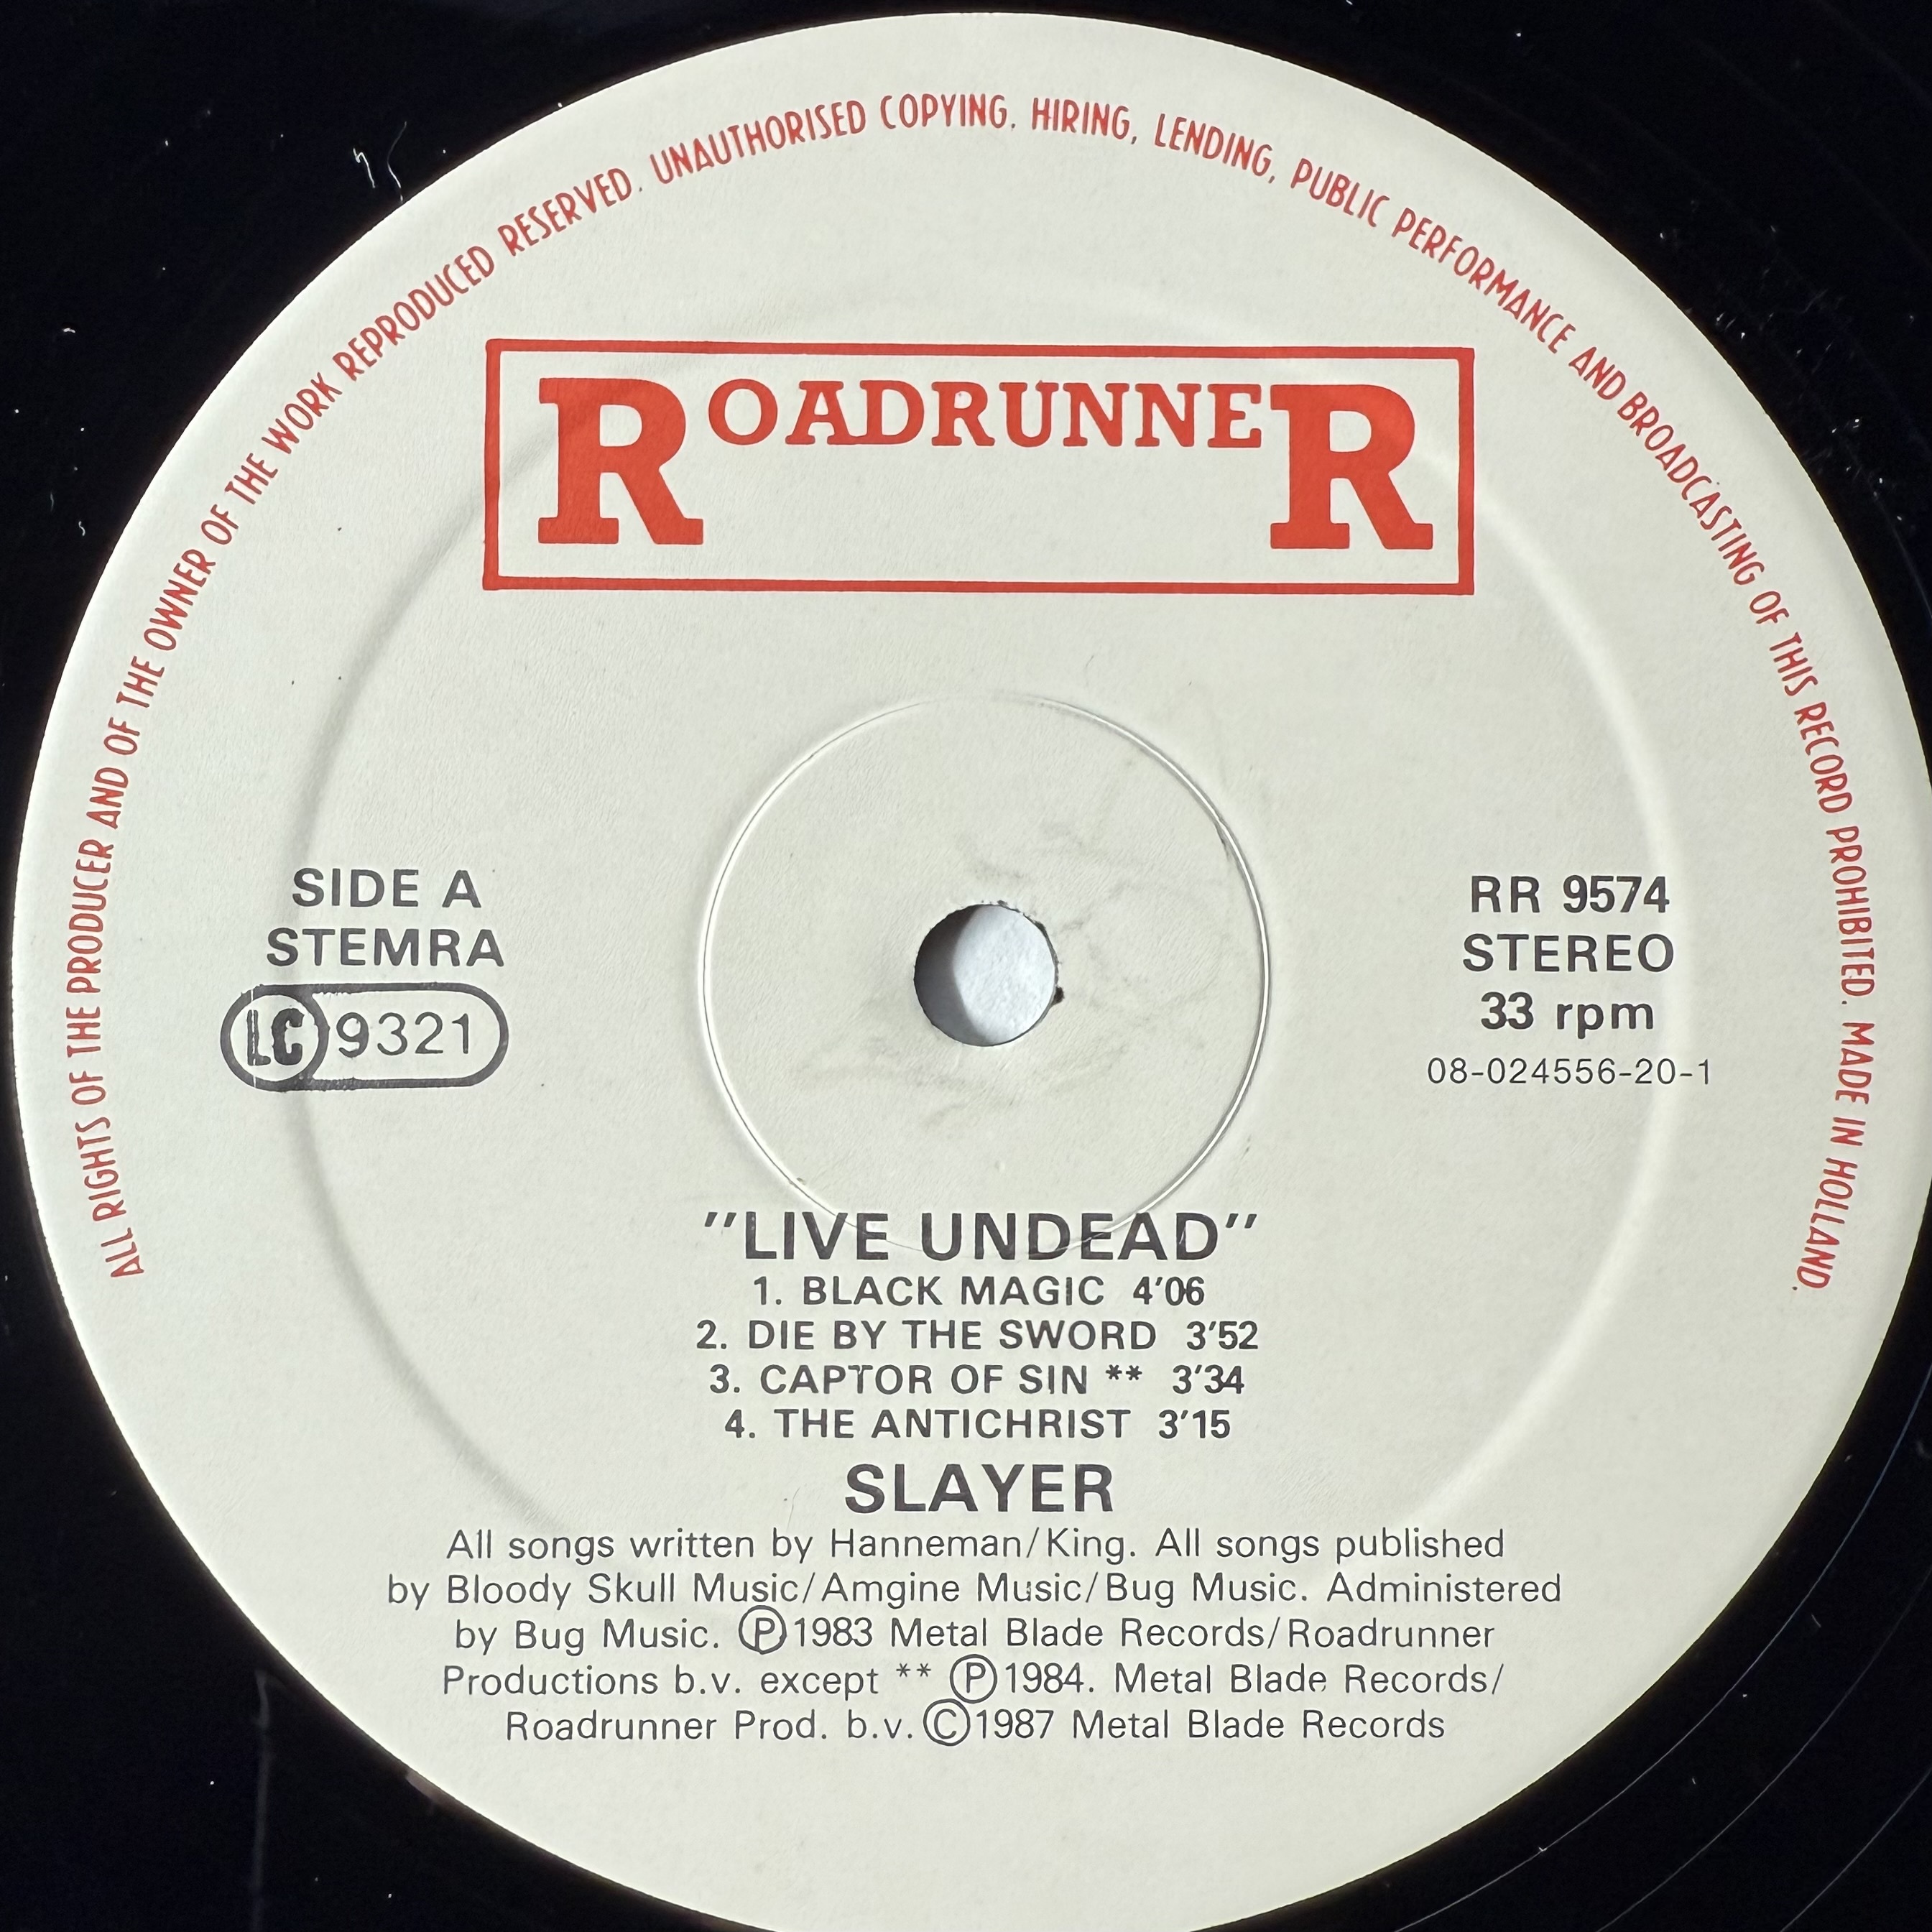 ALL RIGHTS OF THE PRODUCER AND OF THE OWNER OF THE WORK REPRODUCED RESERVED. UNAUTHORISED COPYING. HIRING, LENDING, PUBLIC PERFORMANCE AND BROADCASTING OF THIS RECORD PROHIBITED. MADE IN HOLLAND.
ROADRUNNER
SIDE A
STEMRA
LC 9321
RR 9574
STEREO
33 rpm
08-024556-20-1
"LIVE UNDEAD"
1. BLACK MAGIC 4'06
2. DIE BY THE SWORD 3'52
3. CAPTOR OF SIN ** 3'34
4. THE ANTICHRIST 3'15
SLAYER
All songs written by Hanneman/King. All songs published
by Bloody Skull Music/Amgine Music/Bug Music. Administered
by Bug Music. ℗1983 Metal Blade Records/Roadrunner
Productions b.v. except ** ℗1984. Metal Blade Records/
Roadrunner Prod. b.v. ©1987 Metal Blade Records